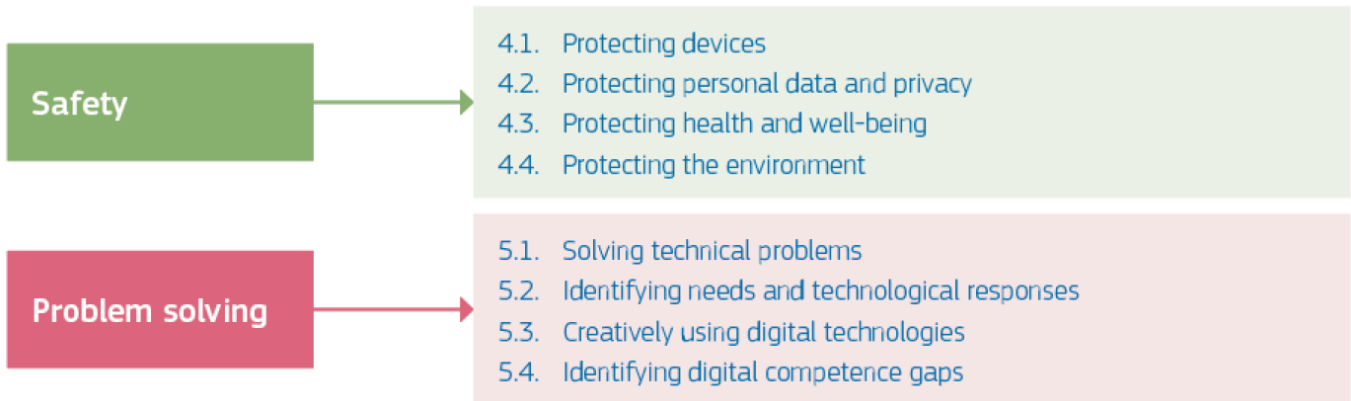 Safety
4.1. Protecting devices
4.2. Protecting personal data and privacy
4.3. Protecting health and well-being
4.4. Protecting the environment
Problem solving
5.1. Solving technical problems
5.2. Identifying needs and technological responses
5.3. Creatively using digital technologies
5.4. Identifying digital competence gaps